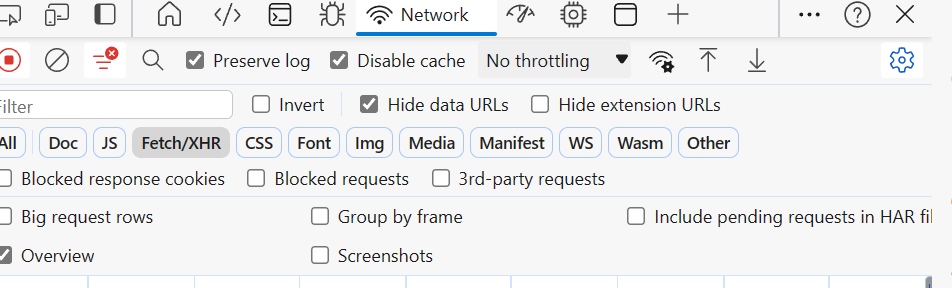 Network
Preserve log Disable cache No throttling
Filter Invert Hide data URLs Hide extension URLs
All Doc JS Fetch/XHR CSS Font Img Media Manifest WS Wasm Other
Blocked response cookies Blocked requests 3rd-party requests
Big request rows Group by frame Include pending requests in HAR fil
Overview Screenshots